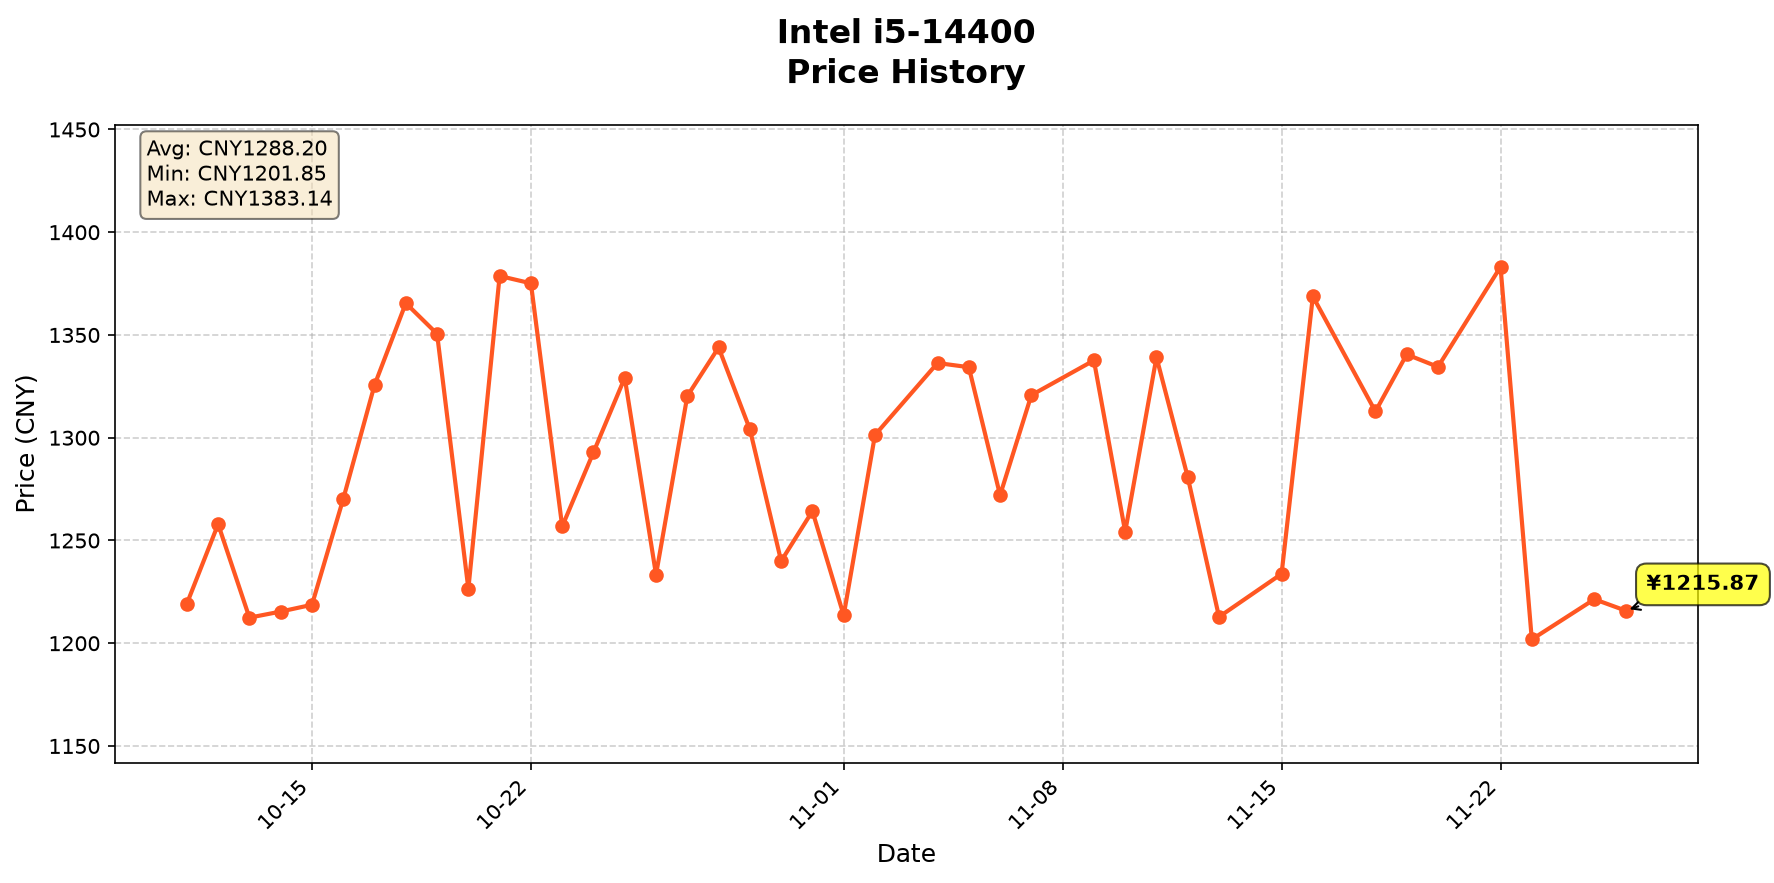 Intel i5-14400
Price History
Avg: CNY1288.20
Min: CNY1201.85
Max: CNY1383.14
Price (CNY)
1450
1400
1350
1300
1250
1200
1150
¥1215.87
10-15
10-22
11-01
11-08
11-15
11-22
Date